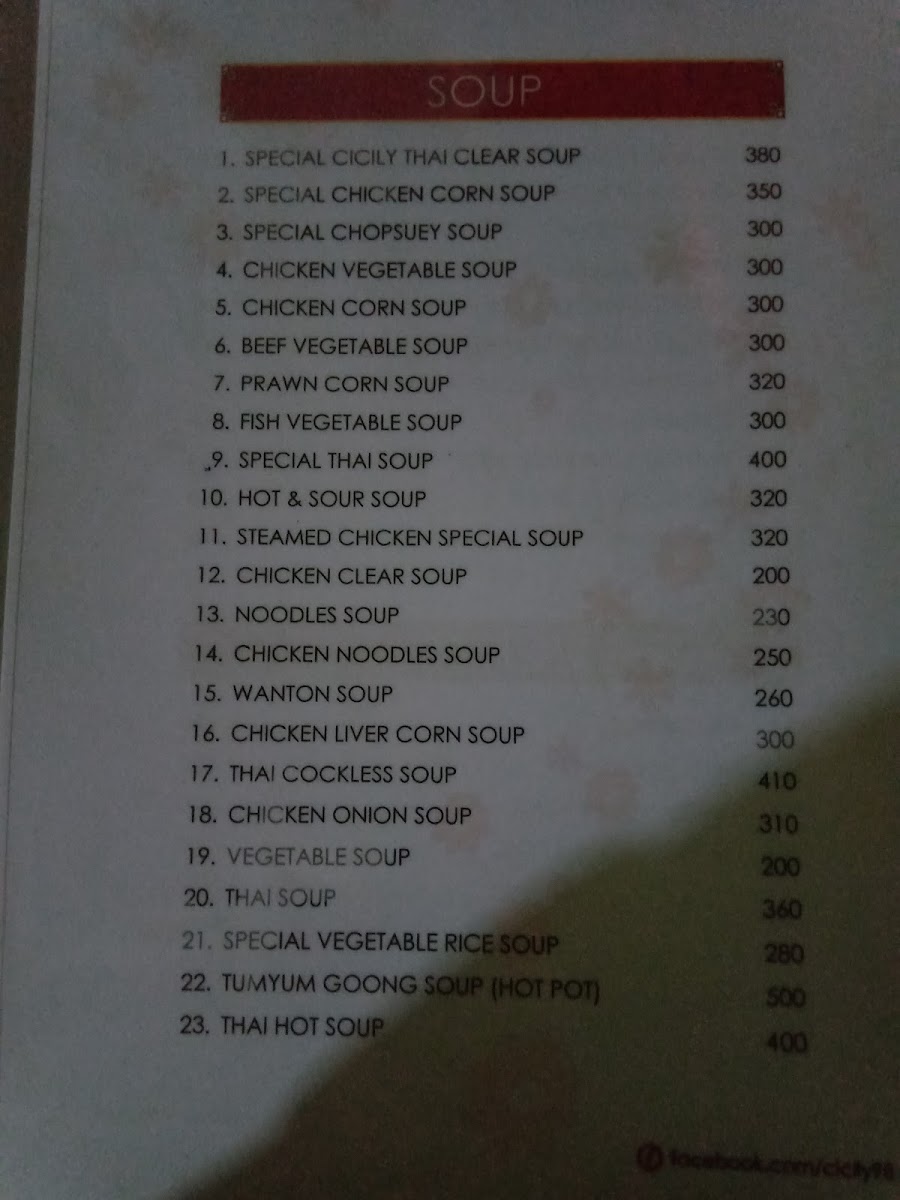 SOUP
1. SPECIAL CICILY THAI CLEAR SOUP 380
2. SPECIAL CHICKEN CORN SOUP 350
3. SPECIAL CHOPSUEY SOUP 300
4. CHICKEN VEGETABLE SOUP 300
5. CHICKEN CORN SOUP 300
6. BEEF VEGETABLE SOUP 300
7. PRAWN CORN SOUP 320
8. FISH VEGETABLE SOUP 300
9. SPECIAL THAI SOUP 400
10. HOT & SOUR SOUP 320
11. STEAMED CHICKEN SPECIAL SOUP 320
12. CHICKEN CLEAR SOUP 200
13. NOODLES SOUP 230
14. CHICKEN NOODLES SOUP 250
15. WANTON SOUP 260
16. CHICKEN LIVER CORN SOUP 300
17. THAI COCKLESS SOUP 410
18. CHICKEN ONION SOUP 310
19. VEGETABLE SOUP 200
20. THAI SOUP 360
21. SPECIAL VEGETABLE RICE SOUP 280
22. TUMYUM GOONG SOUP (HOT POT) 500
23. THAI HOT SOUP 400
facebook.com/cicily98